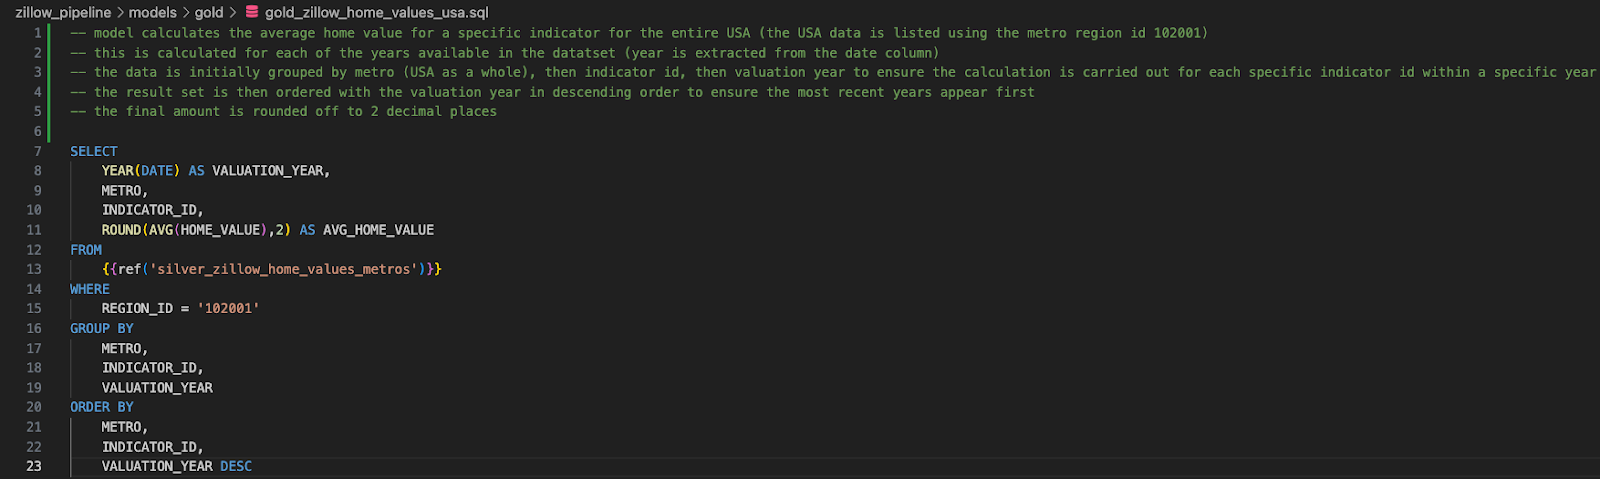 zillow_pipeline > models > gold > gold_zillow_home_values_usa.sql
1 -- model calculates the average home value for a specific indicator for the entire USA (the USA data is listed using the metro region id 102001)
2 -- this is calculated for each of the years available in the datatset (year is extracted from the date column)
3 -- the data is initially grouped by metro (USA as a whole), then indicator id, then valuation year to ensure the calculation is carried out for each specific indicator id within a specific year
4 -- the result set is then ordered with the valuation year in descending order to ensure the most recent years appear first
5 -- the final amount is rounded off to 2 decimal places
6
7 SELECT
8 YEAR(DATE) AS VALUATION_YEAR,
9 METRO,
10 INDICATOR_ID,
11 ROUND(AVG(HOME_VALUE),2) AS AVG_HOME_VALUE
12 FROM
13 {{ref('silver_zillow_home_values_metros')}}
14 WHERE
15 REGION_ID = '102001'
16 GROUP BY
17 METRO,
18 INDICATOR_ID,
19 VALUATION_YEAR
20 ORDER BY
21 METRO,
22 INDICATOR_ID,
23 VALUATION_YEAR DESC